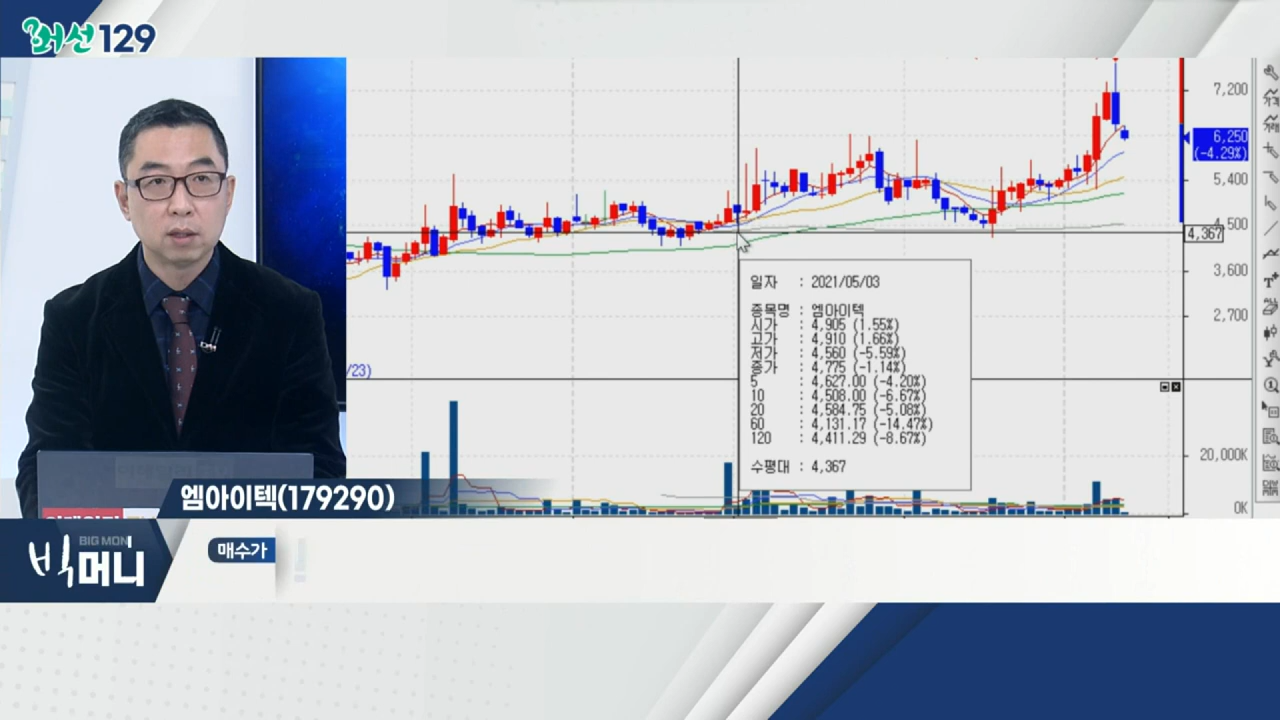 머선129
7,200
6,250
(-4.29%)
5,400
4,500
4,367
3,600
2,700
/23)
일자 : 2021/05/03
종목명 : 엠아이텍
시가 : 4,905 (1.55%)
고가 : 4,910 (1.66%)
저가 : 4,560 (-5.59%)
종가 : 4,775 (-1.14%)
5 : 4,627.00 (-4.20%)
10 : 4,508.00 (-6.67%)
20 : 4,584.75 (-5.08%)
60 : 4,131.17 (-14.47%)
120 : 4,411.29 (-8.67%)
수평대 : 4,367
20,000K
0K
엠아이텍(179290)
BIG MON
빅머니
매수가